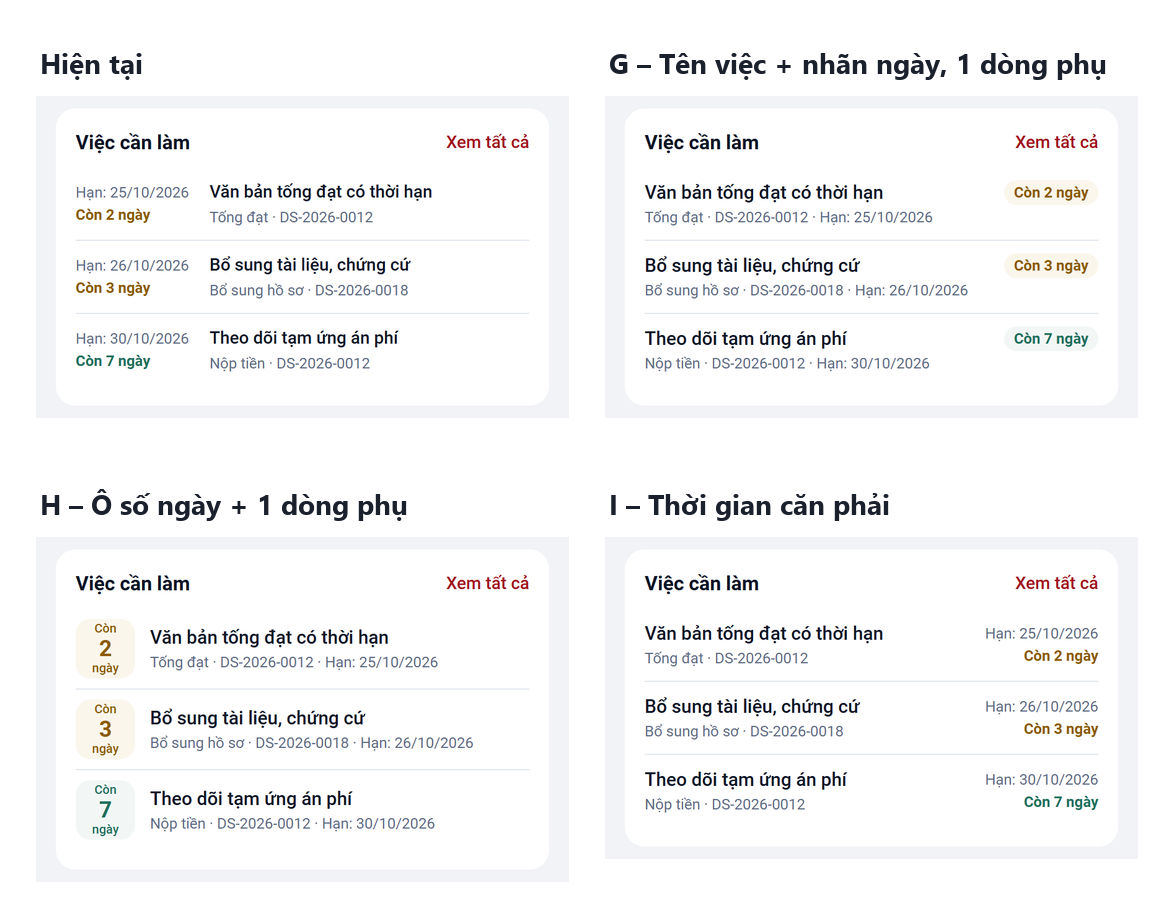 Hiện tại
Việc cần làm
Xem tất cả
Hạn: 25/10/2026
Còn 2 ngày
Văn bản tống đạt có thời hạn
Tống đạt · DS-2026-0012
Hạn: 26/10/2026
Còn 3 ngày
Bổ sung tài liệu, chứng cứ
Bổ sung hồ sơ · DS-2026-0018
Hạn: 30/10/2026
Còn 7 ngày
Theo dõi tạm ứng án phí
Nộp tiền · DS-2026-0012
G – Tên việc + nhãn ngày, 1 dòng phụ
Việc cần làm
Xem tất cả
Văn bản tống đạt có thời hạn
Còn 2 ngày
Tống đạt · DS-2026-0012 · Hạn: 25/10/2026
Bổ sung tài liệu, chứng cứ
Còn 3 ngày
Bổ sung hồ sơ · DS-2026-0018 · Hạn: 26/10/2026
Theo dõi tạm ứng án phí
Còn 7 ngày
Nộp tiền · DS-2026-0012 · Hạn: 30/10/2026
H – Ô số ngày + 1 dòng phụ
Việc cần làm
Xem tất cả
Còn
2
ngày
Văn bản tống đạt có thời hạn
Tống đạt · DS-2026-0012 · Hạn: 25/10/2026
Còn
3
ngày
Bổ sung tài liệu, chứng cứ
Bổ sung hồ sơ · DS-2026-0018 · Hạn: 26/10/2026
Còn
7
ngày
Theo dõi tạm ứng án phí
Nộp tiền · DS-2026-0012 · Hạn: 30/10/2026
I – Thời gian căn phải
Việc cần làm
Xem tất cả
Văn bản tống đạt có thời hạn
Hạn: 25/10/2026
Tống đạt · DS-2026-0012
Còn 2 ngày
Bổ sung tài liệu, chứng cứ
Hạn: 26/10/2026
Bổ sung hồ sơ · DS-2026-0018
Còn 3 ngày
Theo dõi tạm ứng án phí
Hạn: 30/10/2026
Nộp tiền · DS-2026-0012
Còn 7 ngày